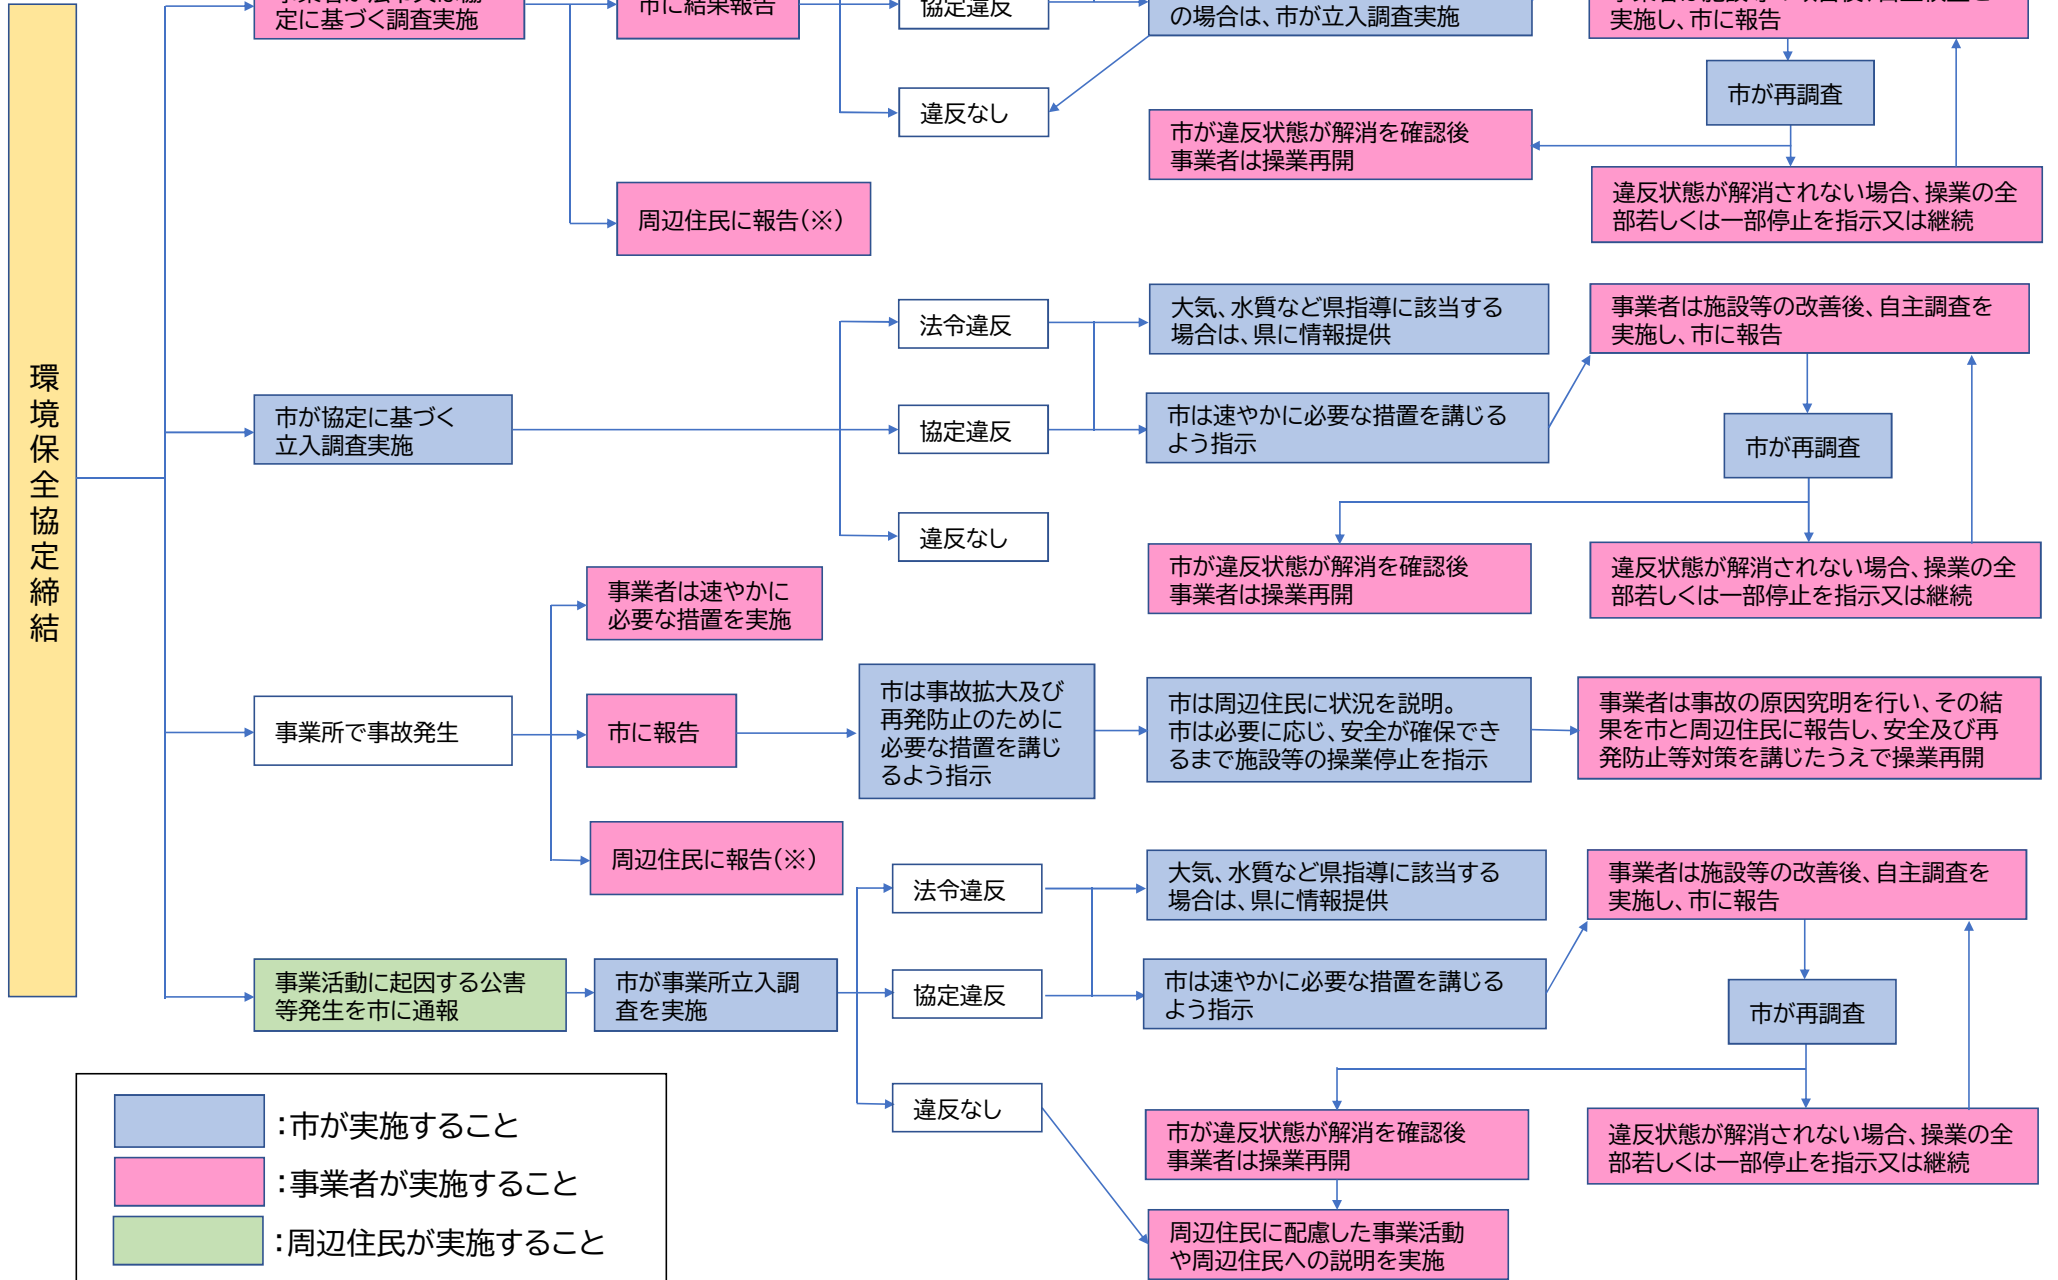 環境保全協定締結
定に基づく調査実施
市に結果報告
協定違反
の場合は、市が立入調査実施
実施し、市に報告
違反なし
市が再調査
市が違反状態が解消を確認後
事業者は操業再開
違反状態が解消されない場合、操業の全
部若しくは一部停止を指示又は継続
周辺住民に報告(※)
市が協定に基づく
立入調査実施
法令違反
協定違反
違反なし
大気、水質など県指導に該当する
場合は、県に情報提供
市は速やかに必要な措置を講じる
よう指示
事業者は施設等の改善後、自主調査を
実施し、市に報告
市が再調査
市が違反状態が解消を確認後
事業者は操業再開
違反状態が解消されない場合、操業の全
部若しくは一部停止を指示又は継続
事業所で事故発生
事業者は速やかに
必要な措置を実施
市に報告
周辺住民に報告(※)
市は事故拡大及び
再発防止のために
必要な措置を講じ
るよう指示
市は周辺住民に状況を説明。
市は必要に応じ、安全が確保でき
るまで施設等の操業停止を指示
事業者は事故の原因究明を行い、その結
果を市と周辺住民に報告し、安全及び再
発防止等対策を講じたうえで操業再開
事業活動に起因する公害
等発生を市に通報
市が事業所立入調
査を実施
法令違反
協定違反
違反なし
大気、水質など県指導に該当する
場合は、県に情報提供
市は速やかに必要な措置を講じる
よう指示
事業者は施設等の改善後、自主調査を
実施し、市に報告
市が再調査
市が違反状態が解消を確認後
事業者は操業再開
違反状態が解消されない場合、操業の全
部若しくは一部停止を指示又は継続
周辺住民に配慮した事業活動
や周辺住民への説明を実施
:市が実施すること
:事業者が実施すること
:周辺住民が実施すること